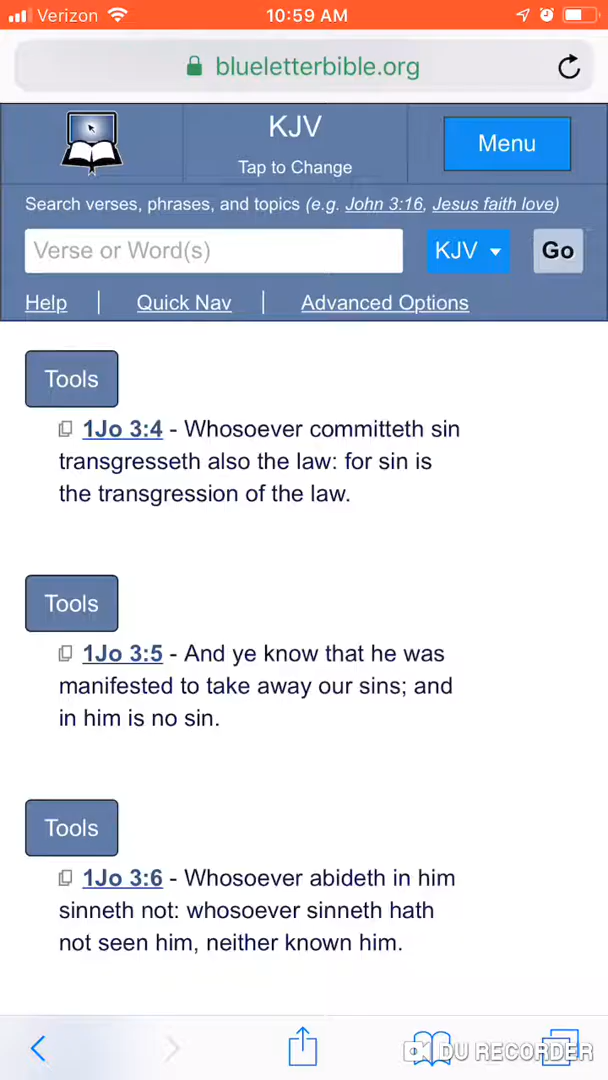 Verizon 10:59 AM
blueletterbible.org
KJV
Tap to Change
Menu
Search verses, phrases, and topics (e.g. John 3:16, Jesus faith love)
Verse or Word(s) KJV Go
Help | Quick Nav | Advanced Options
Tools
1Jo 3:4 - Whosoever committeth sin
transgresseth also the law: for sin is
the transgression of the law.
Tools
1Jo 3:5 - And ye know that he was
manifested to take away our sins; and
in him is no sin.
Tools
1Jo 3:6 - Whosoever abideth in him
sinneth not: whosoever sinneth hath
not seen him, neither known him.
DU RECORDER